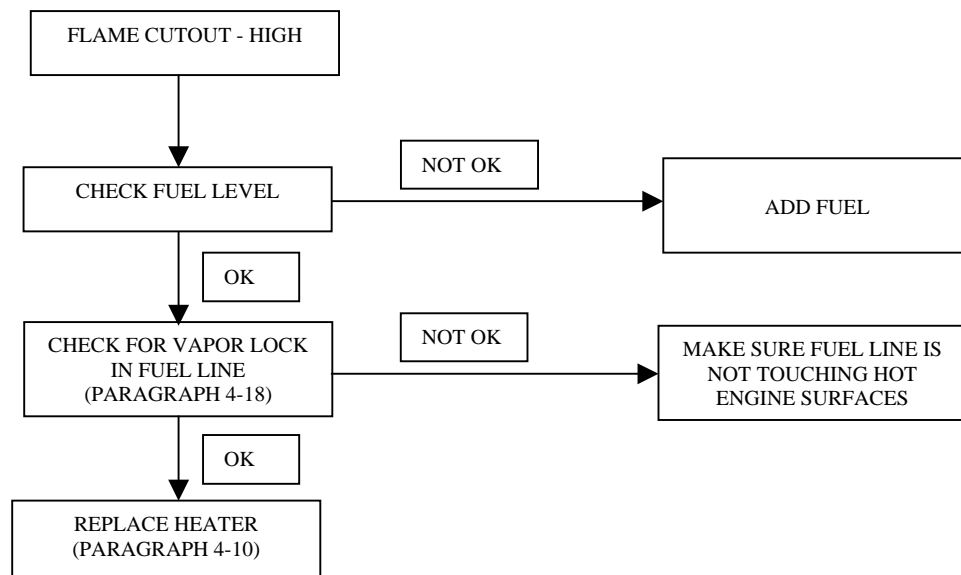 FLAME CUTOUT - HIGH
CHECK FUEL LEVEL
NOT OK
ADD FUEL
OK
CHECK FOR VAPOR LOCK
IN FUEL LINE
(PARAGRAPH 4-18)
NOT OK
MAKE SURE FUEL LINE IS
NOT TOUCHING HOT
ENGINE SURFACES
OK
REPLACE HEATER
(PARAGRAPH 4-10)